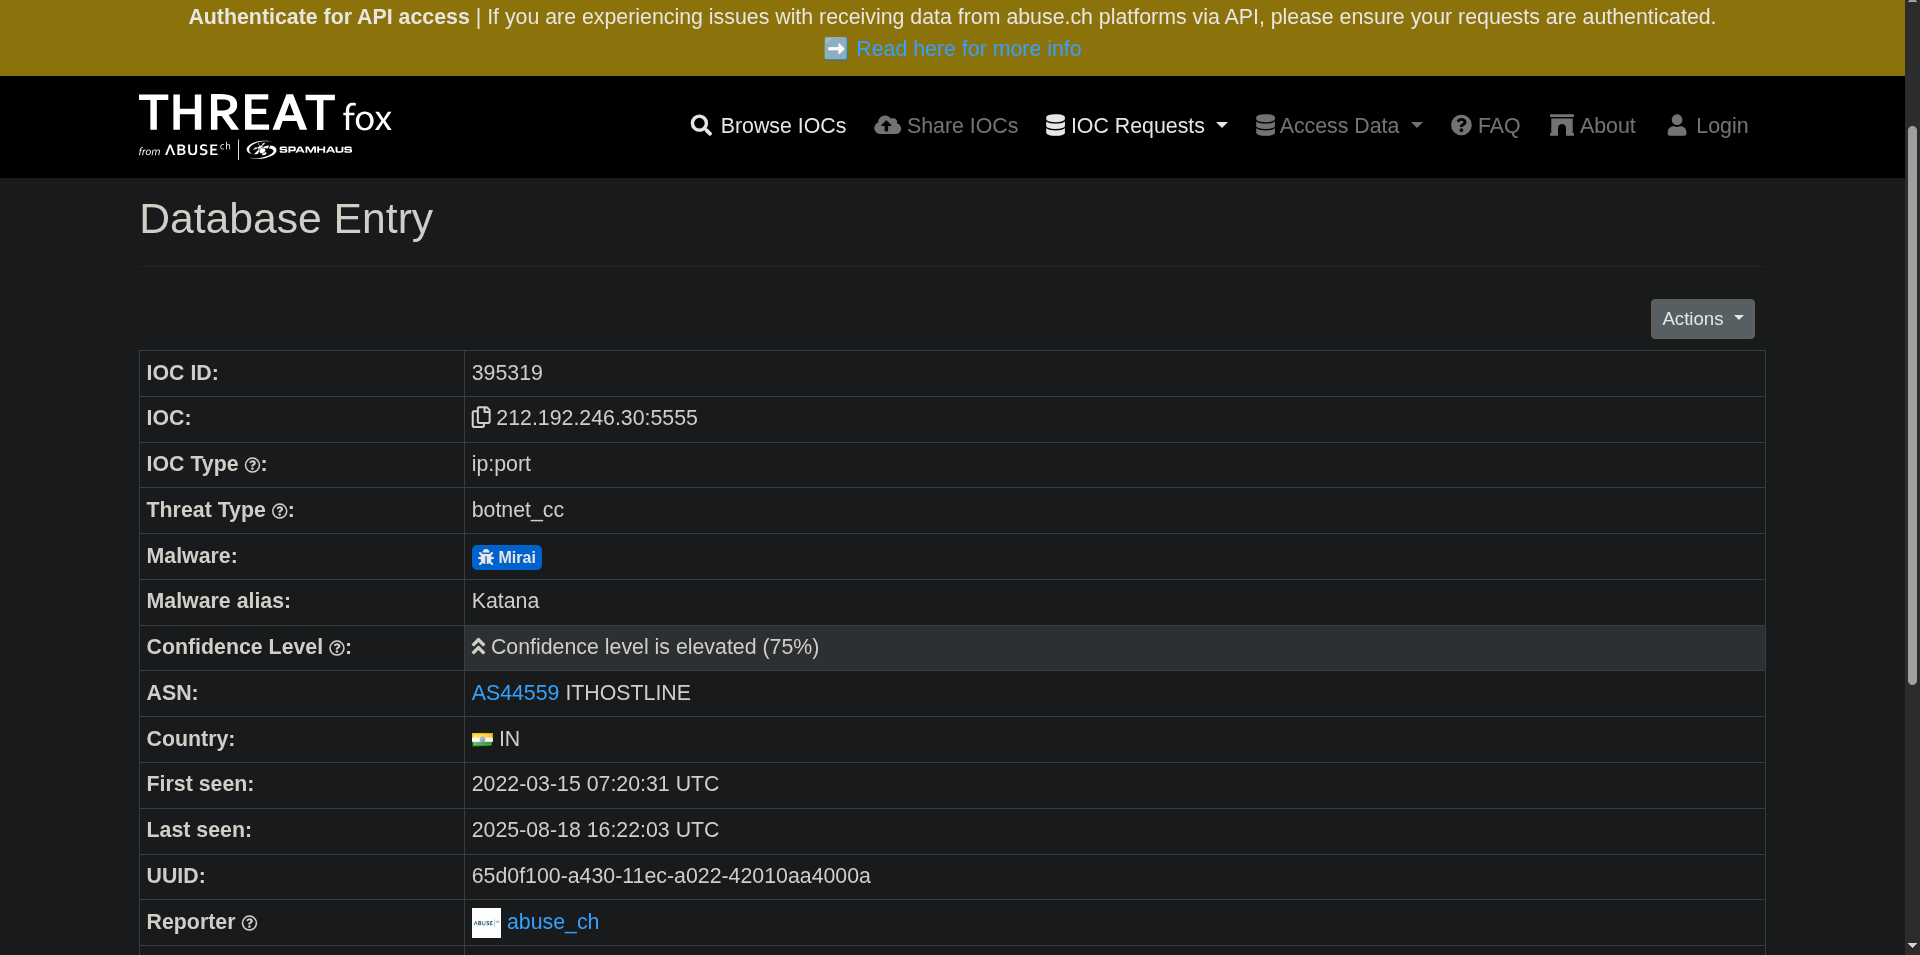 Authenticate for API access | If you are experiencing issues with receiving data from abuse.ch platforms via API, please ensure your requests are authenticated.
➡️ Read here for more info
THREAT fox
from ABUSE ch | SPAMHAUS
Browse IOCs Share IOCs IOC Requests Access Data FAQ About Login
Database Entry
Actions
IOC ID: 395319
IOC: 212.192.246.30:5555
IOC Type ?: ip:port
Threat Type ?: botnet_cc
Malware: Mirai
Malware alias: Katana
Confidence Level ?: Confidence level is elevated (75%)
ASN: AS44559 ITHOSTLINE
Country: IN
First seen: 2022-03-15 07:20:31 UTC
Last seen: 2025-08-18 16:22:03 UTC
UUID: 65d0f100-a430-11ec-a022-42010aa4000a
Reporter ? ABUSE ch abuse_ch